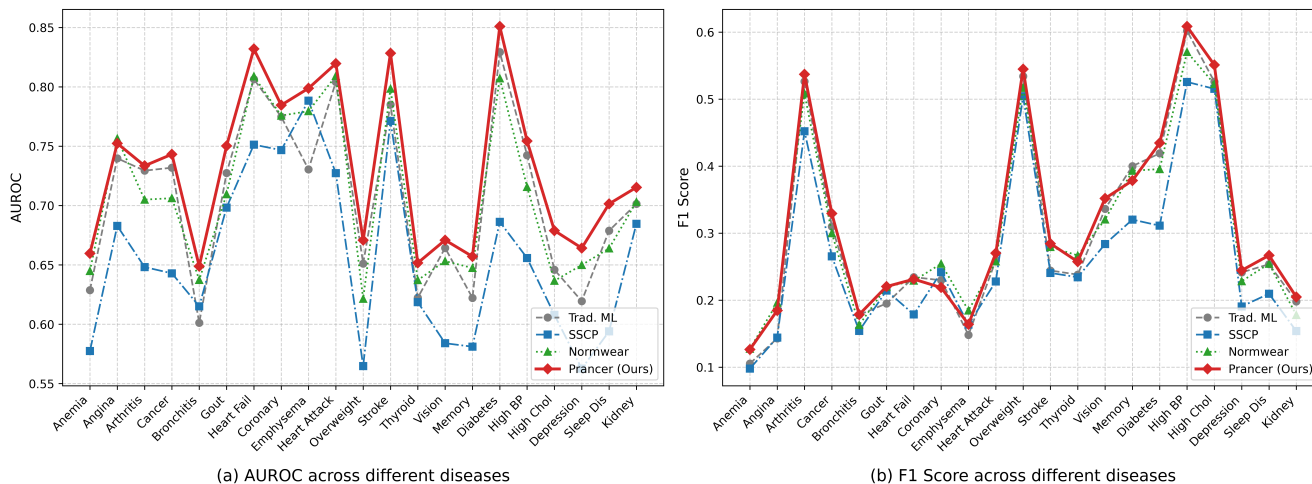 0.85
0.80
0.75
0.70
0.65
0.60
0.55
AUROC
Anemia
Angina
Arthritis
Cancer
Bronchitis
Gout
Heart Fail
Coronary
Emphysema
Heart Attack
Overweight
Stroke
Thyroid
Vision
Memory
Diabetes
High BP
High Chol
Depression
Sleep Dis
Kidney
Trad. ML
SSCP
Normwear
Prancer (Ours)
(a) AUROC across different diseases
0.6
0.5
0.4
0.3
0.2
0.1
F1 Score
Anemia
Angina
Arthritis
Cancer
Bronchitis
Gout
Heart Fail
Coronary
Emphysema
Heart Attack
Overweight
Stroke
Thyroid
Vision
Memory
Diabetes
High BP
High Chol
Depression
Sleep Dis
Kidney
Trad. ML
SSCP
Normwear
Prancer (Ours)
(b) F1 Score across different diseases